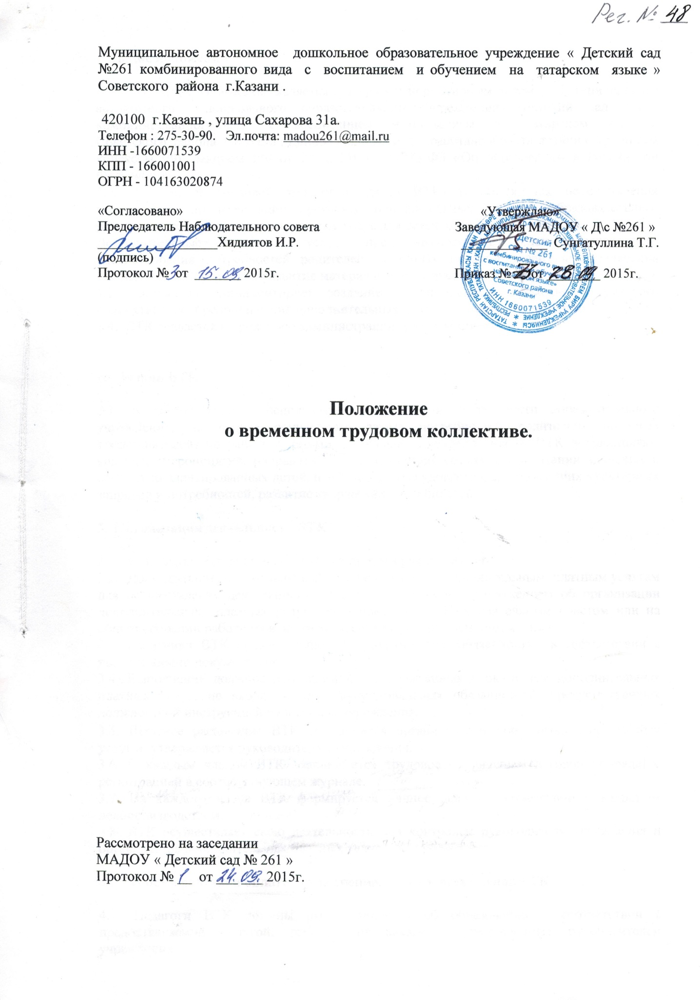 Рег. № 48
Муниципальное автономное дошкольное образовательное учреждение « Детский сад
№261 комбинированного вида с воспитанием и обучением на татарском языке »
Советского района г.Казани .
420100 г.Казань , улица Сахарова 31а.
Телефон : 275-30-90. Эл.почта: madou261@mail.ru
ИНН -1660071539
КПП - 166001001
ОГРН - 104163020874
«Согласовано»
Председатель Наблюдательного совета
Хидиятов И.Р.
(подпись)
Протокол № 3 от 15. 09. 2015г.
«Утверждаю»
Заведующая МАДОУ « Д\с №261 »
Сунгатуллина Т.Г.
Приказ № 73 от 28. 09. 2015г.
Детский
сад № 261
комбинированного вида
с воспитанием и обучением
на татарском языке»
Советского района
г. Казани
ИНН 1660071539
Положение
о временном трудовом коллективе.
Рассмотрено на заседании
МАДОУ « Детский сад № 261 »
Протокол № 1 от 24. 09. 2015г.